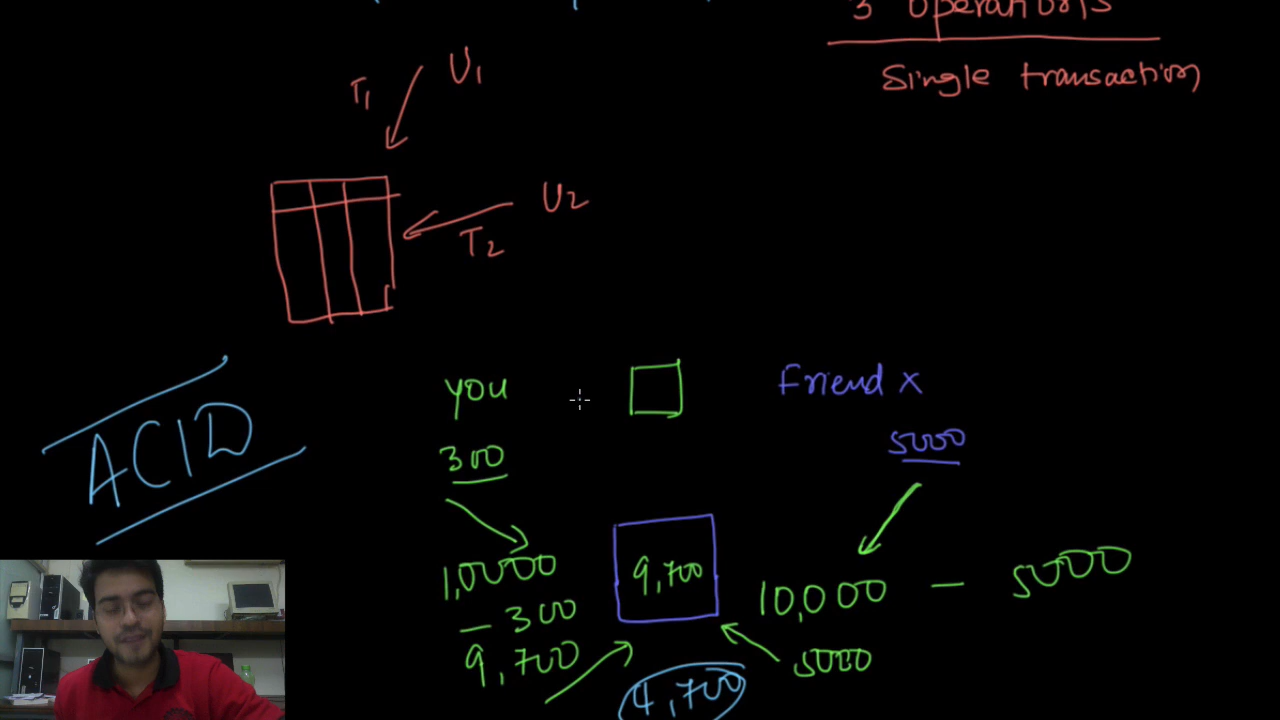 3 operations
Single transaction
T1
U1
U2
T2
ACID
you
Friend x
300
5000
1,0000
9,700
10,000 - 5000
- 300
9,700
5000
4,700